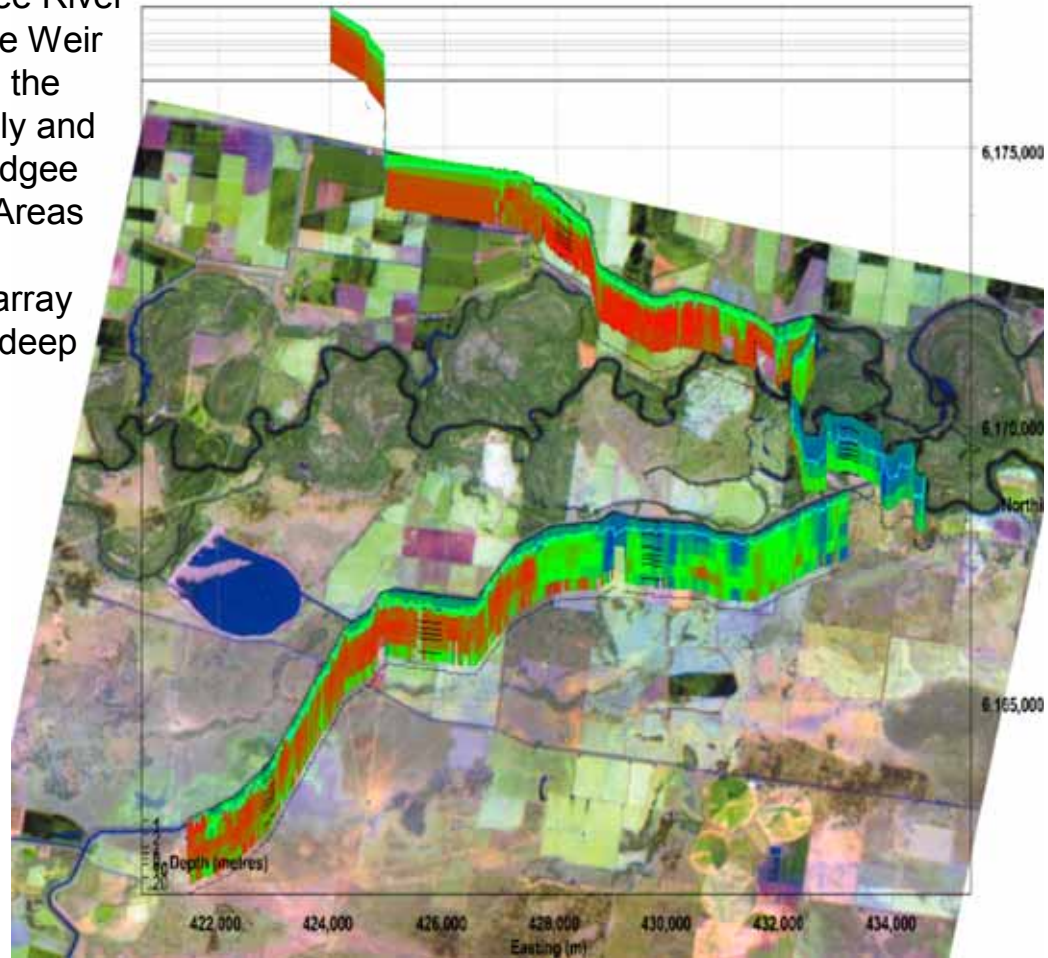 ee River
e Weir
the
ly and
dgee
Areas
array
deep
6,175,000
6,170,000
Northi
6,165,000
Depth (metres)
20
422,000
424,000
426,000
428,000
430,000
432,000
434,000
Easting (m)